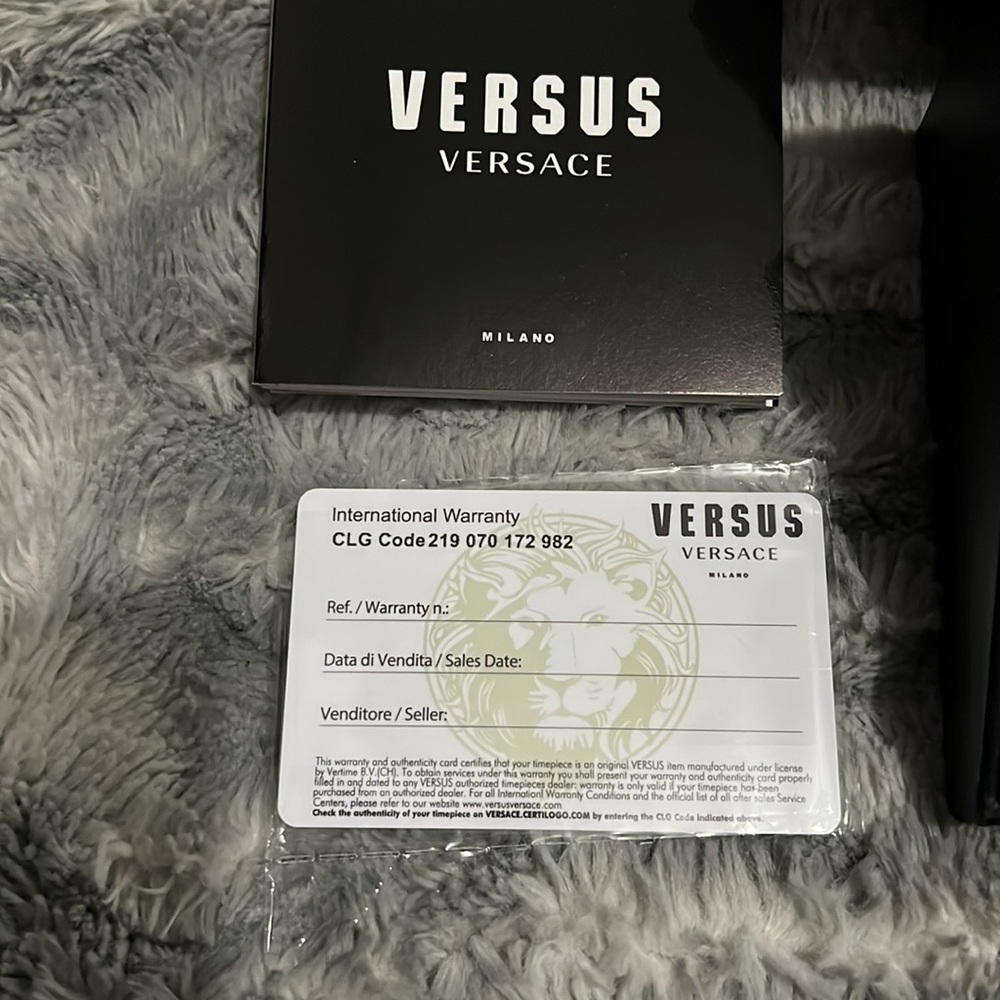 VERSUS
VERSACE
MILANO
International Warranty
CLG Code 219 070 172 982
VERSUS
VERSACE
MILANO
Ref. / Warranty n.:
Data di Vendita / Sales Date:
Venditore / Seller:
This warranty and authenticity card certifies that your timepiece is an original VERSUS item manufactured under license
by Vertime B.V.(CH). To obtain services under this warranty you shall present your warranty and authenticity card properly
filled in and dated to any VERSUS authorized timepieces dealer: warranty is only valid if your timepiece has been
purchased from an authorized dealer. For all Internationl Warranty Conditions and the official list of all after sales Service
Centers, please refer to our website www.versusversace.com
Check the authenticity of your timepiece on VERSACE.CERTILOGO.COM by entering the CLG Code indicated above.